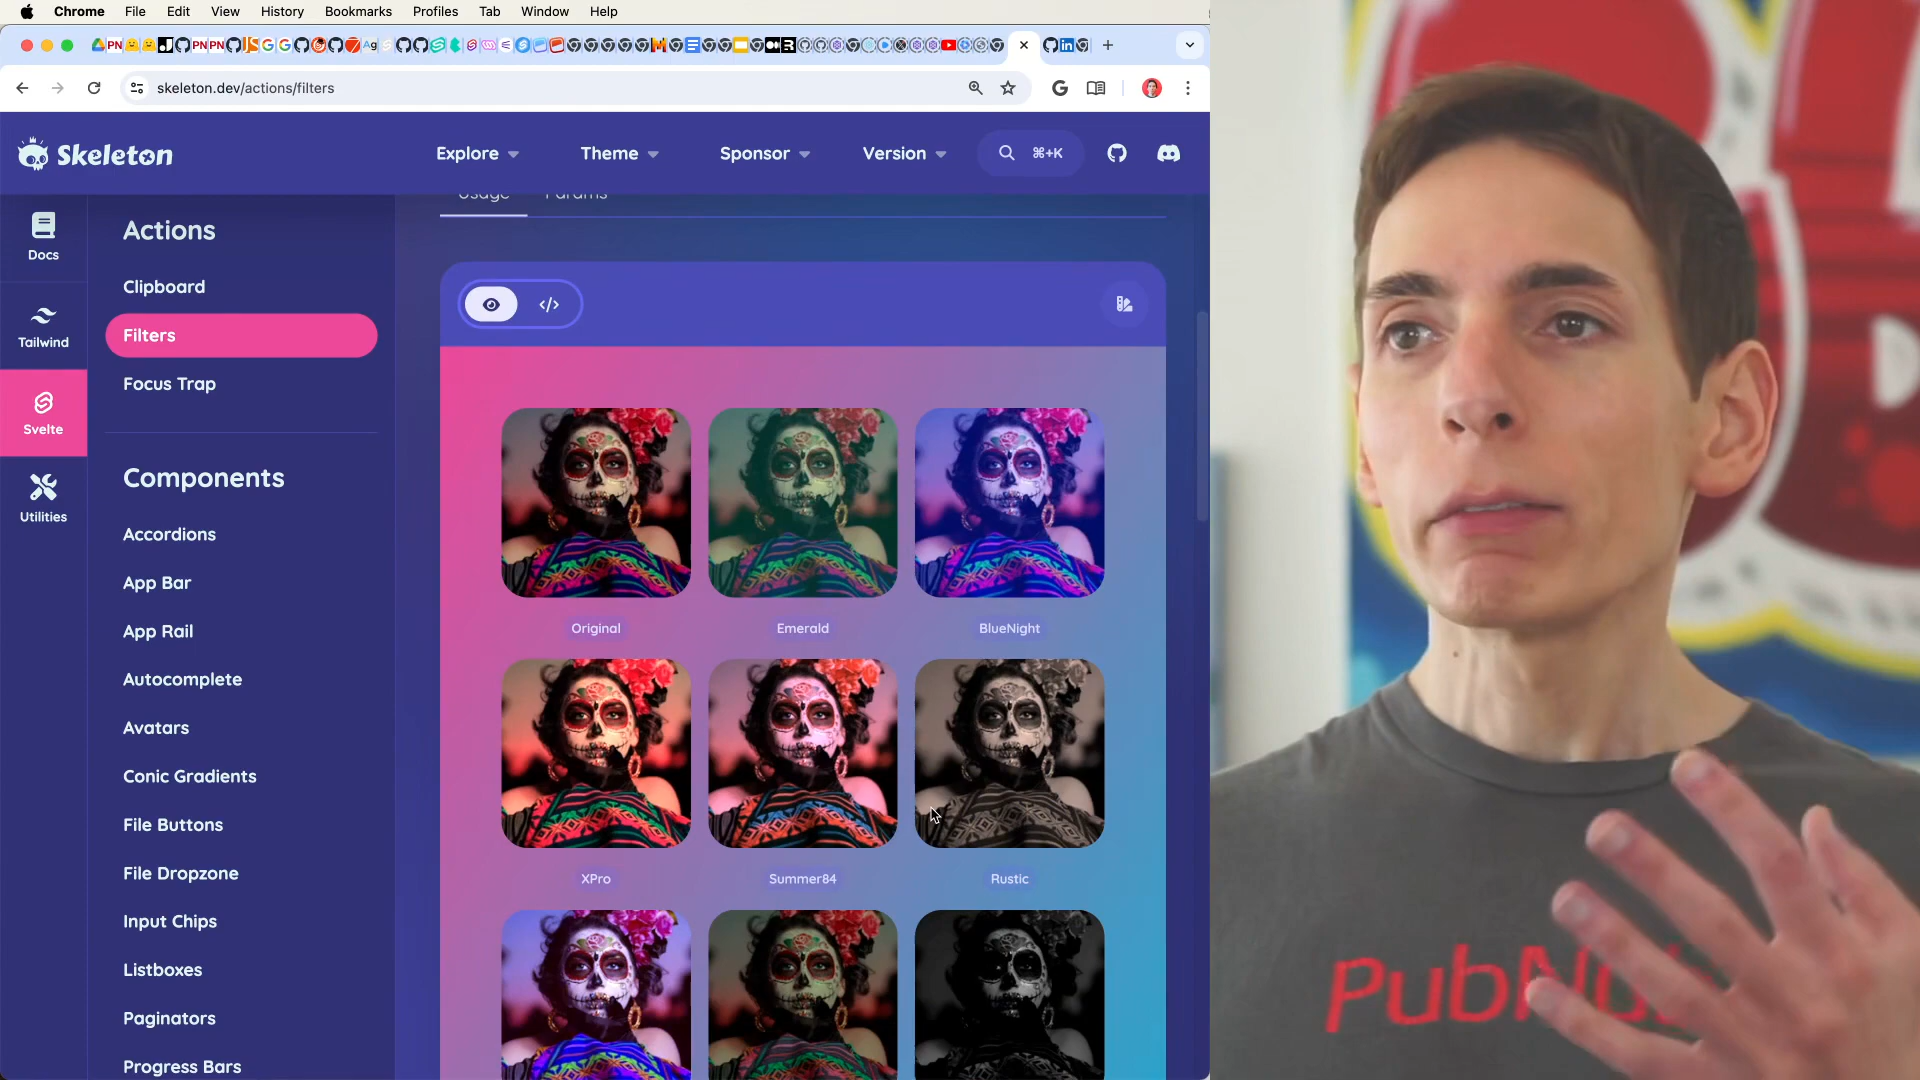 Chrome File Edit View History Bookmarks Profiles Tab Window Help
skeleton.dev/actions/filters
Skeleton
Explore
Theme
Sponsor
Version
⌘+K
Usage
Params
Docs
Tailwind
Svelte
Utilities
Actions
Clipboard
Filters
Focus Trap
Components
Accordions
App Bar
App Rail
Autocomplete
Avatars
Conic Gradients
File Buttons
File Dropzone
Input Chips
Listboxes
Paginators
Progress Bars
Original
Emerald
BlueNight
XPro
Summer84
Rustic